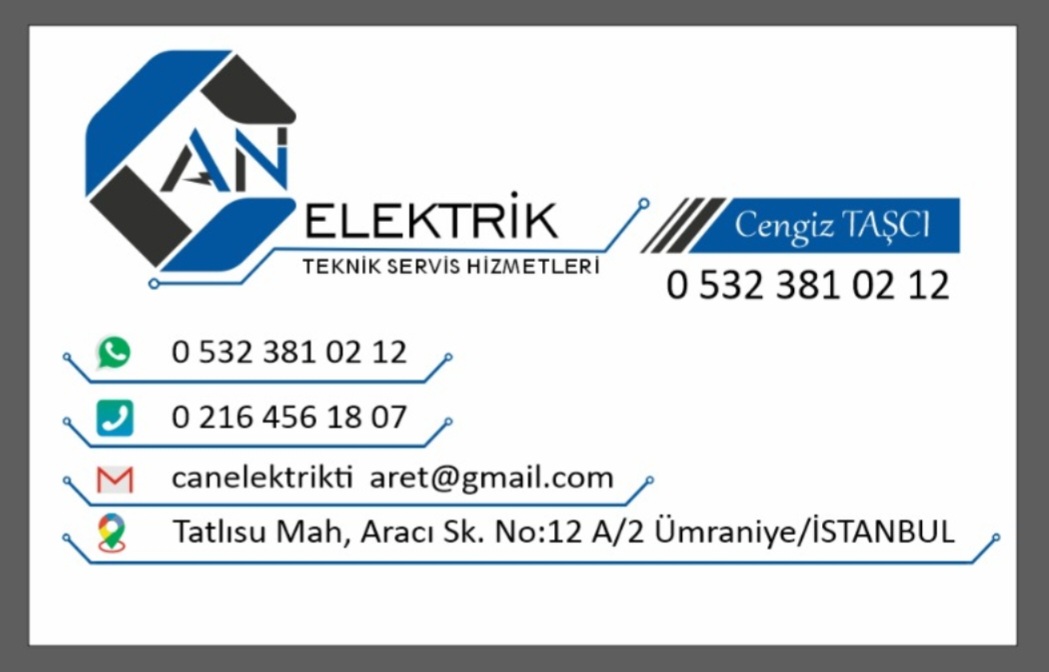 CAN
ELEKTRİK
TEKNİK SERVİS HİZMETLERİ
Cengiz TAŞCI
0 532 381 02 12
0 532 381 02 12
0 216 456 18 07
canelektrikti aret@gmail.com
Tatlısu Mah, Aracı Sk. No:12 A/2 Ümraniye/İSTANBUL